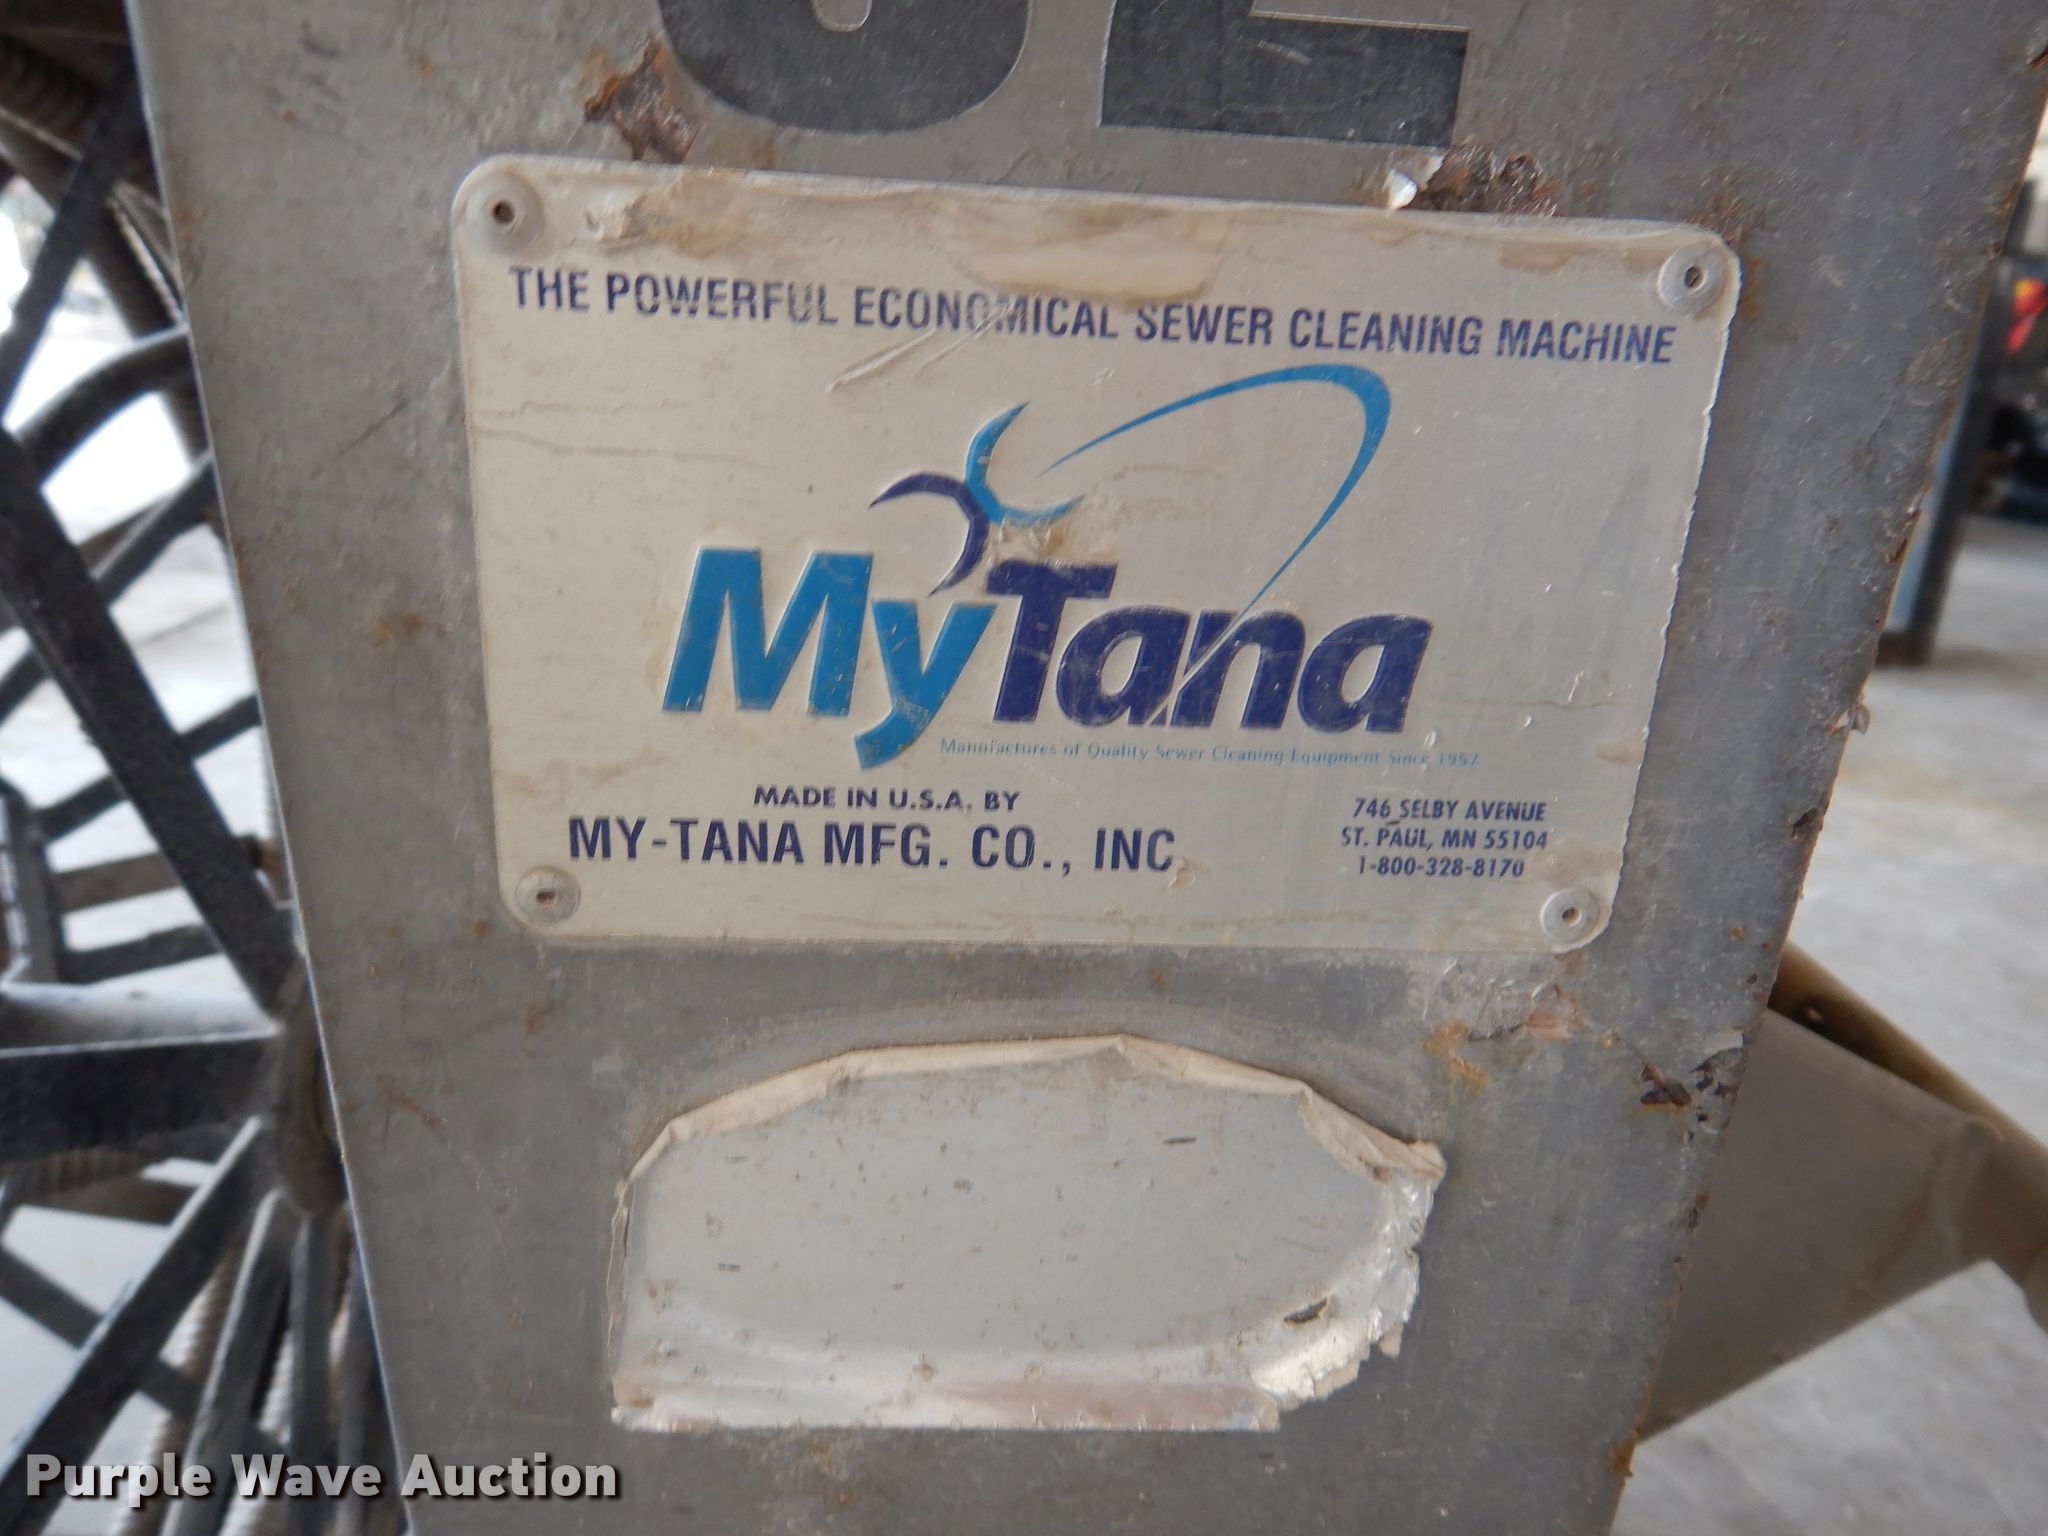 THE POWERFUL ECONOMICAL SEWER CLEANING MACHINE
MyTana
Manufactures of Quality Sewer Cleaning Equipment Since 1957
MADE IN U.S.A. BY
MY-TANA MFG. CO., INC
746 SELBY AVENUE
ST. PAUL, MN 55104
1-800-328-8170
Purple Wave Auction